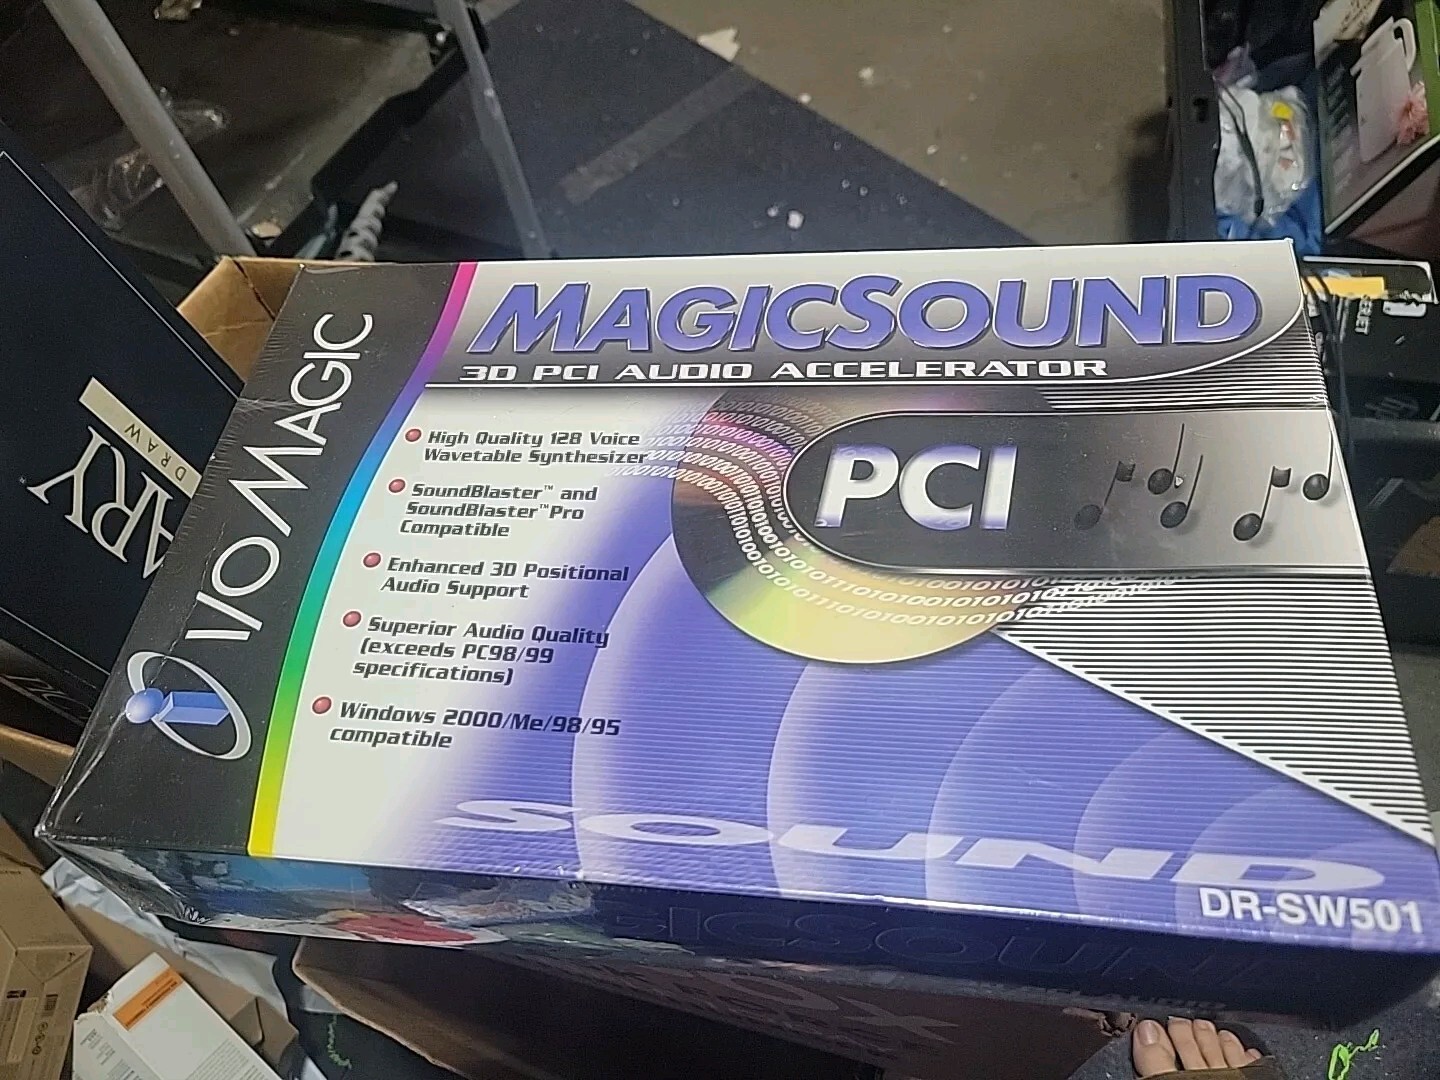 I/OMAGIC
MAGICSOUND
3D PCI AUDIO ACCELERATOR
PCI
High Quality 128 Voice
Wavetable Synthesizer
SoundBlaster™ and
SoundBlaster™Pro
Compatible
Enhanced 3D Positional
Audio Support
Superior Audio Quality
(exceeds PC98/99
specifications)
Windows 2000/Me/98/95
compatible
SOUND
DR-SW501
ARY
DRAW